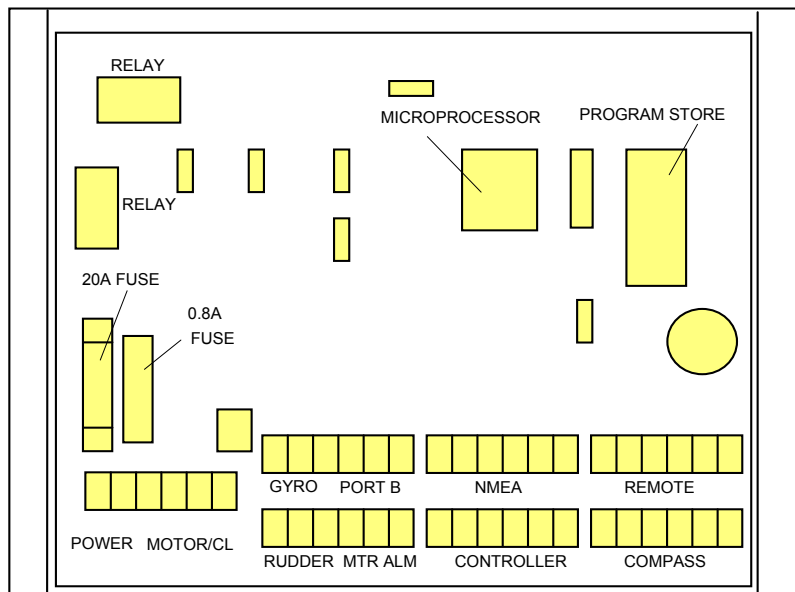 RELAY
MICROPROCESSOR
PROGRAM STORE
RELAY
20A FUSE
0.8A
FUSE
GYRO PORT B NMEA REMOTE
POWER MOTOR/CL
RUDDER MTR ALM CONTROLLER COMPASS